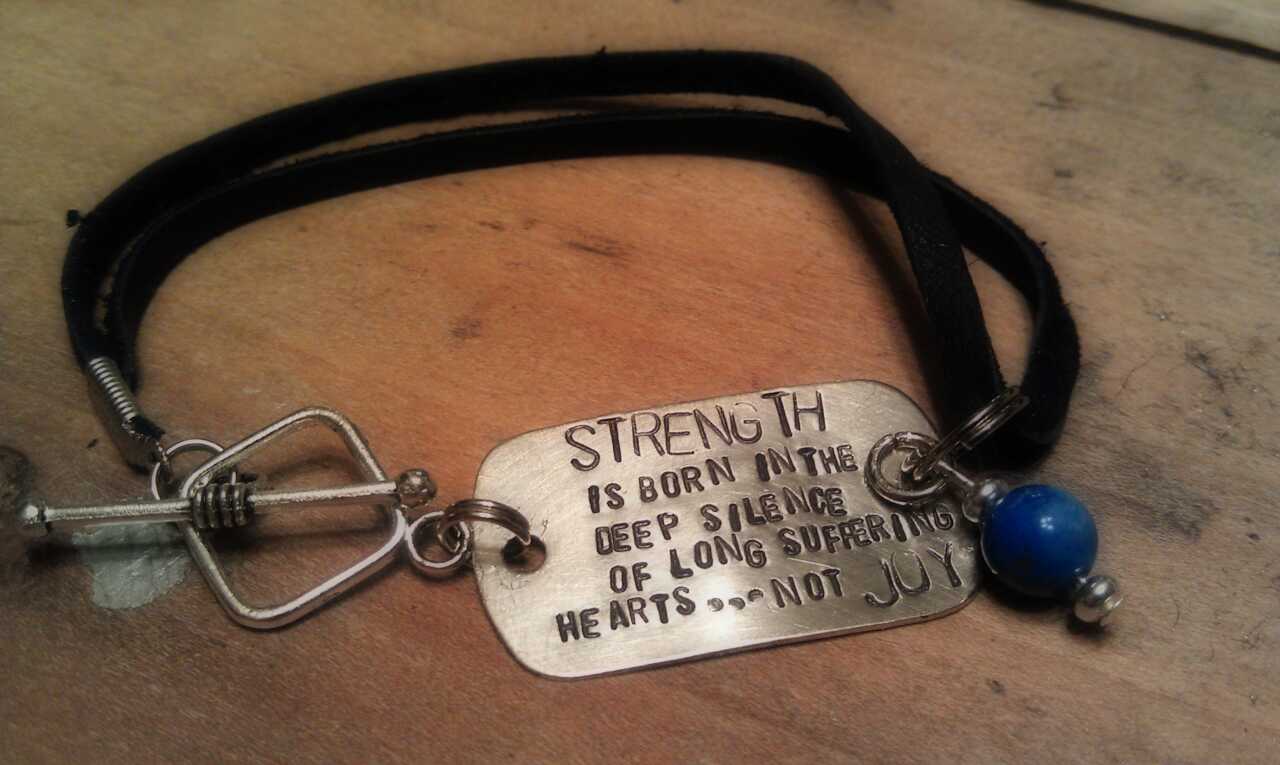 STRENGTH
IS BORN IN THE
DEEP SILENCE
OF LONG SUFFERING
HEARTS...NOT JOY